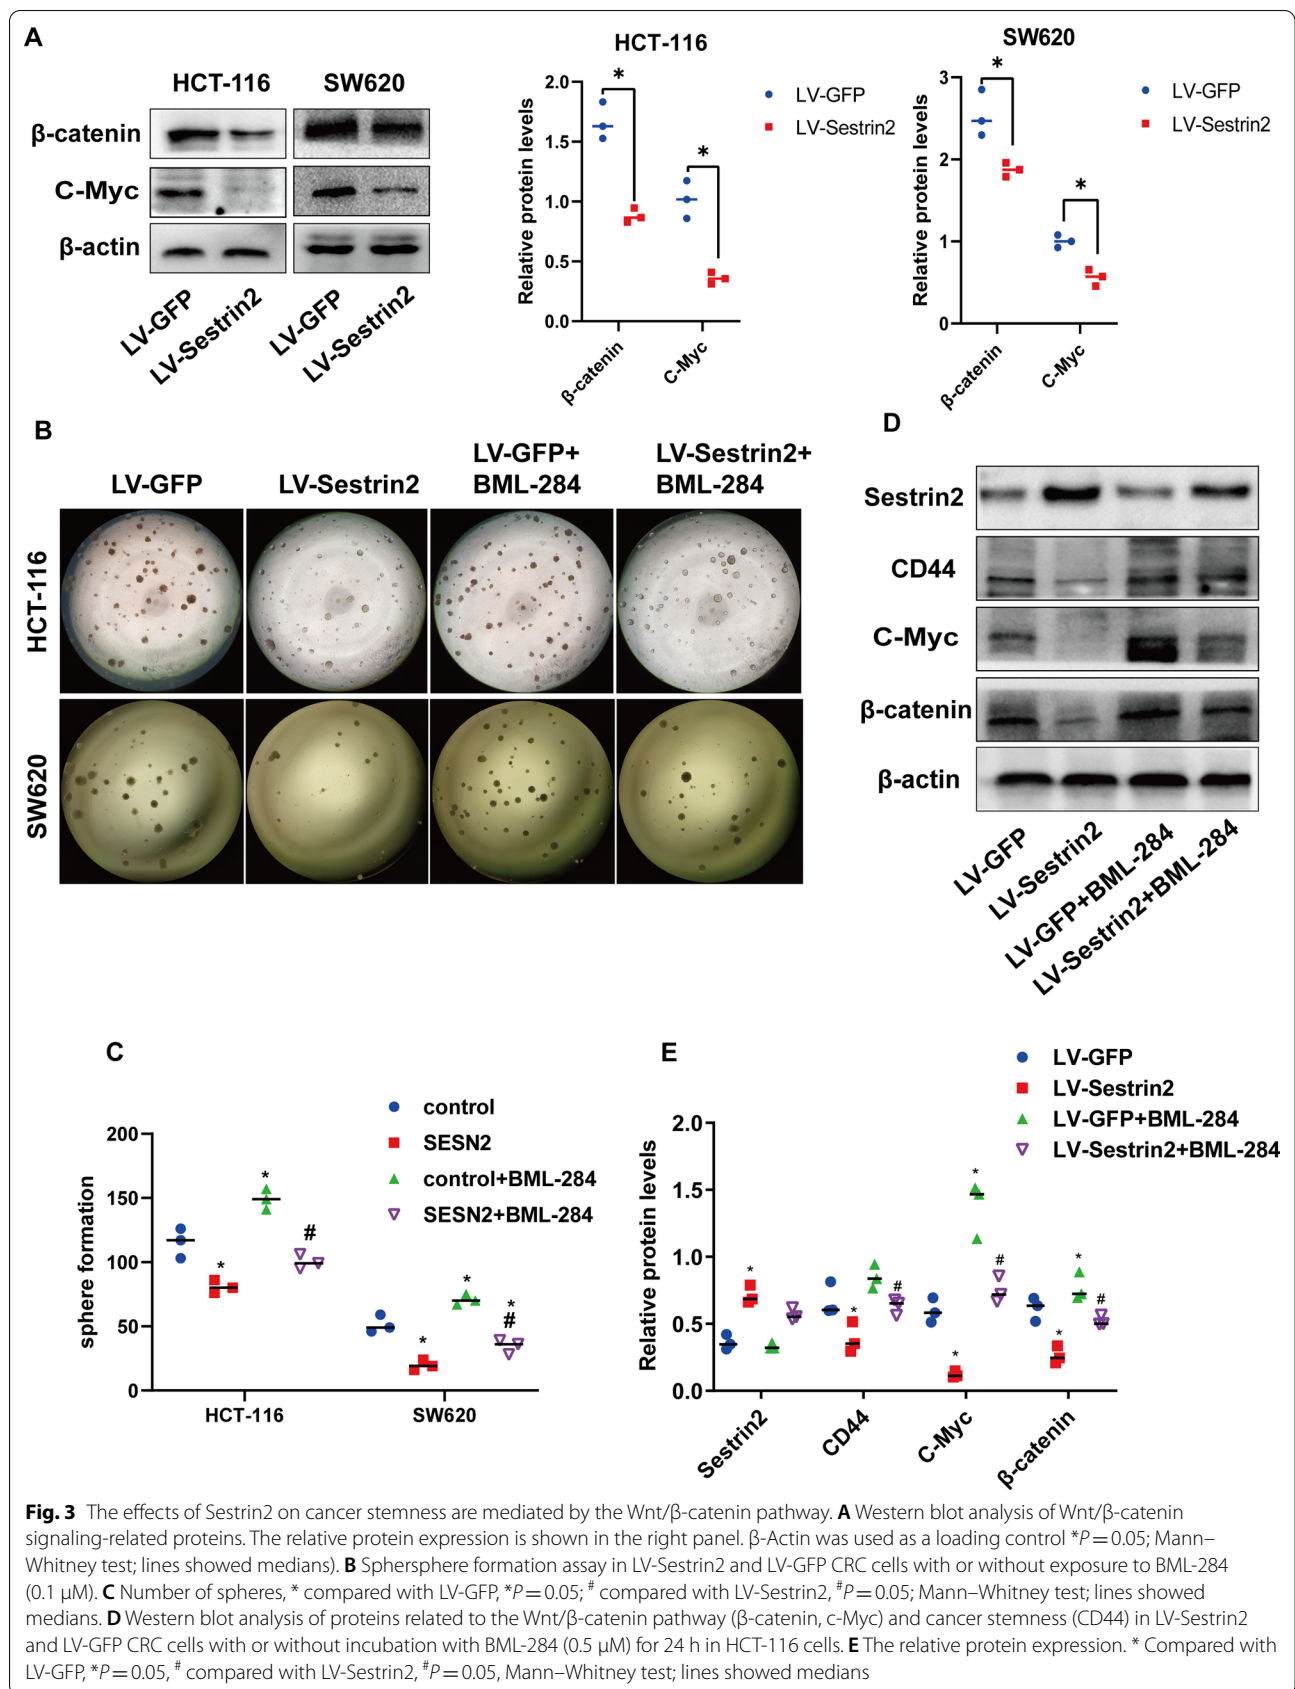 A
HCT-116 SW620
β-catenin
C-Myc
β-actin
LV-GFP
LV-Sestrin2
LV-GFP
LV-Sestrin2
HCT-116
Relative protein levels
2.0
1.5
1.0
0.5
0.0
*
*
β-catenin
C-Myc
LV-GFP
LV-Sestrin2
SW620
Relative protein levels
3
2
1
0
*
*
β-catenin
C-Myc
LV-GFP
LV-Sestrin2
B
LV-GFP
LV-Sestrin2
LV-GFP+
BML-284
LV-Sestrin2+
BML-284
HCT-116
SW620
D
Sestrin2
CD44
C-Myc
β-catenin
β-actin
LV-GFP
LV-Sestrin2
LV-GFP+BML-284
LV-Sestrin2+BML-284
C
sphere formation
200
150
100
50
0
*
*
#
*
*
*
#
HCT-116
SW620
control
SESN2
control+BML-284
SESN2+BML-284
E
LV-GFP
LV-Sestrin2
LV-GFP+BML-284
LV-Sestrin2+BML-284
Relative protein levels
2.0
1.5
1.0
0.5
0.0
*
*
#
*
*
#
*
*
#
Sestrin2
CD44
C-Myc
β-catenin
Fig. 3 The effects of Sestrin2 on cancer stemness are mediated by the Wnt/β-catenin pathway. A Western blot analysis of Wnt/β-catenin
signaling-related proteins. The relative protein expression is shown in the right panel. β-Actin was used as a loading control *P = 0.05; Mann–
Whitney test; lines showed medians). B Sphersphere formation assay in LV-Sestrin2 and LV-GFP CRC cells with or without exposure to BML-284
(0.1 μM). C Number of spheres, * compared with LV-GFP, *P = 0.05; # compared with LV-Sestrin2, #P = 0.05; Mann–Whitney test; lines showed
medians. D Western blot analysis of proteins related to the Wnt/β-catenin pathway (β-catenin, c-Myc) and cancer stemness (CD44) in LV-Sestrin2
and LV-GFP CRC cells with or without incubation with BML-284 (0.5 μM) for 24 h in HCT-116 cells. E The relative protein expression. * Compared with
LV-GFP, *P = 0.05, # compared with LV-Sestrin2, #P = 0.05, Mann–Whitney test; lines showed medians